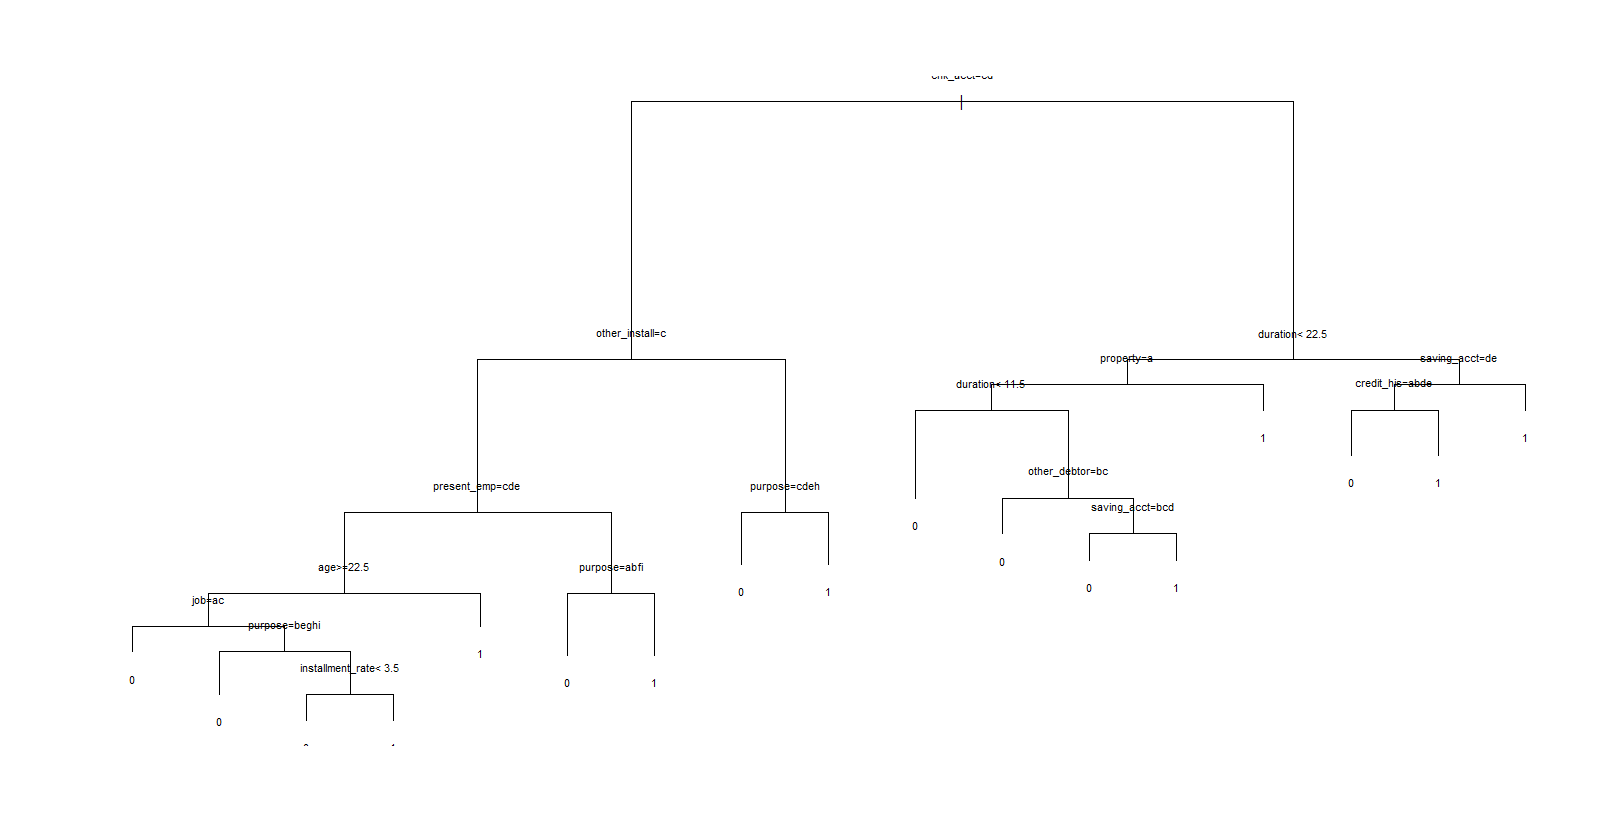 other_install=c
duration< 22.5
property=a
saving_acct=de
duration< 11.5
credit_his=abde
1
1
other_debtor=bc
0
1
present_emp=cde
purpose=cdeh
saving_acct=bcd
0
0
age>=22.5
purpose=abfi
0
1
0
1
job=ac
purpose=beghi
1
installment_rate< 3.5
0
0
1
0